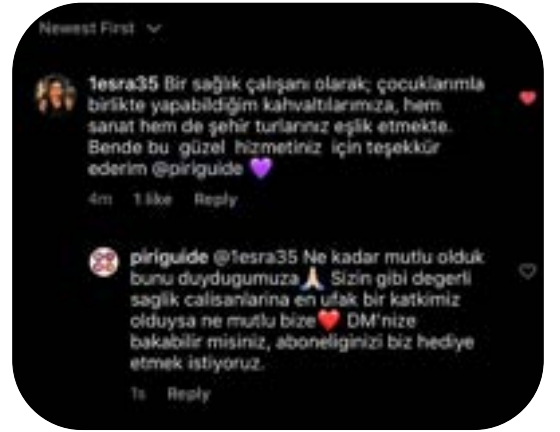 Newest First
1esra35 Bir sağlık çalışanı olarak; çocuklarımla
birlikte yapabildiğim kahvaltılarımıza, hem
sanat hem de şehir turlarınız eşlik etmekte.
Bende bu güzel hizmetiniz için teşekkür
ederim @piriguide 💜
4m 1 like Reply
piriguide @1esra35 Ne kadar mutlu olduk
bunu duydugumuza🙏🏻 Sizin gibi degerli
saglik calisanlarina en ufak bir katkimiz
olduysa ne mutlu bize❤️ DM'nize
bakabilir misiniz, aboneliginizi biz hediye
etmek istiyoruz.
1s Reply